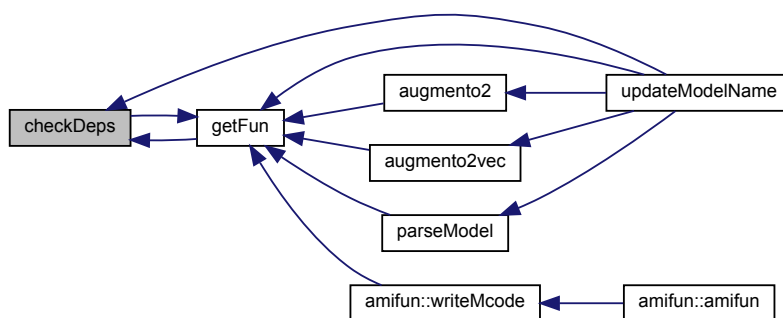 checkDeps
getFun
augmento2
augmento2vec
parseModel
amifun::writeMcode
updateModelName
amifun::amifun